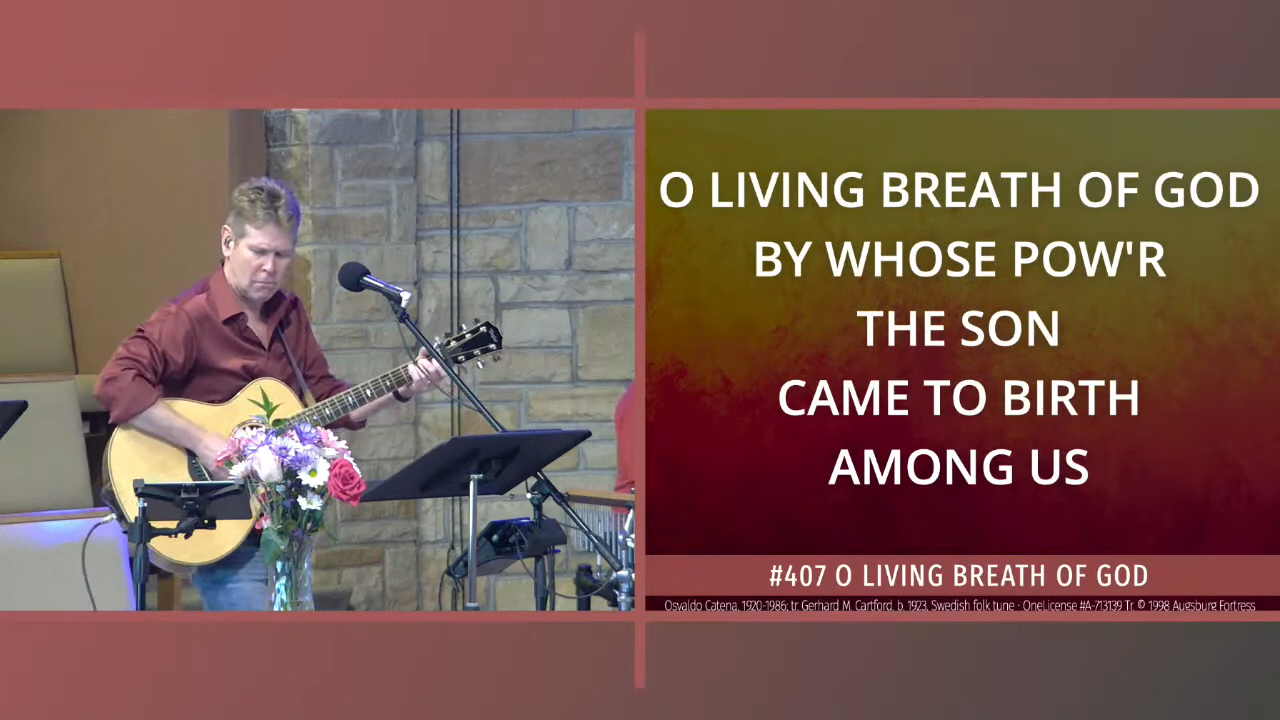 O LIVING BREATH OF GOD
BY WHOSE POW'R
THE SON
CAME TO BIRTH
AMONG US
#407 O LIVING BREATH OF GOD
Osvaldo Catena, 1920-1986; tr. Gerhard M. Cartford, b. 1923, Swedish folk tune · OneLicense #A-713139 Tr. © 1998 Augsburg Fortress